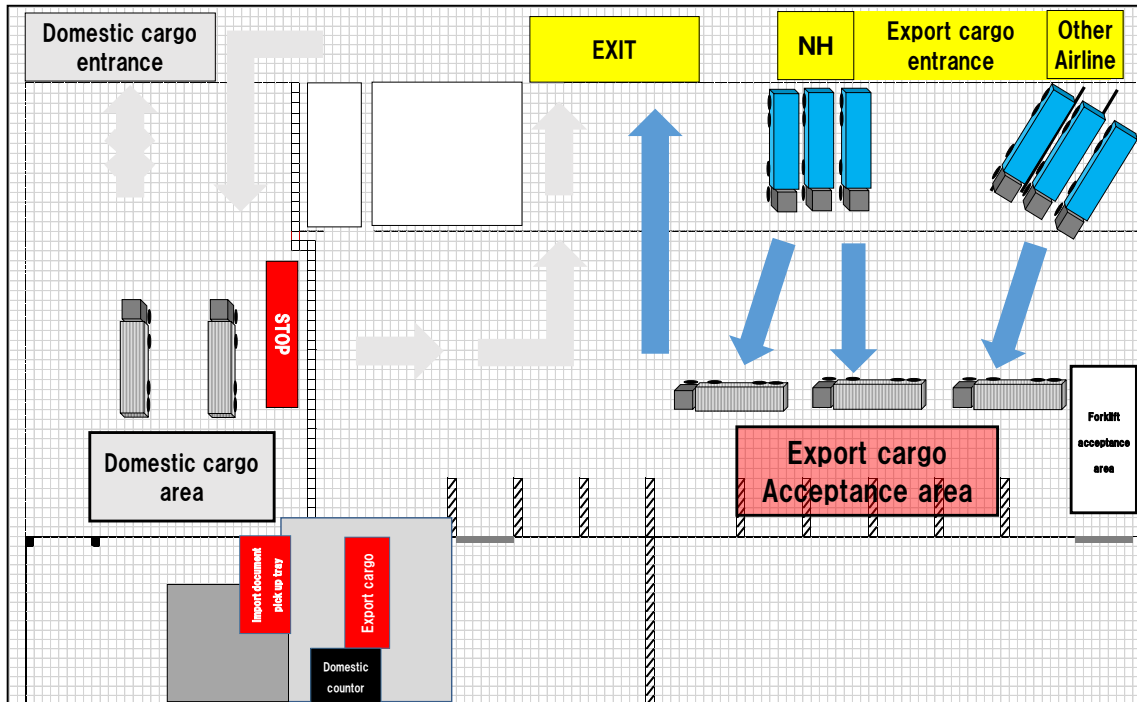 Domestic cargo
entrance
EXIT
NH
Export cargo
entrance
Other
Airline
STOP
Domestic cargo
area
Export cargo
Acceptance area
Forklift
acceptance
area
Import document
pick up tray
Export cargo
Domestic
countor